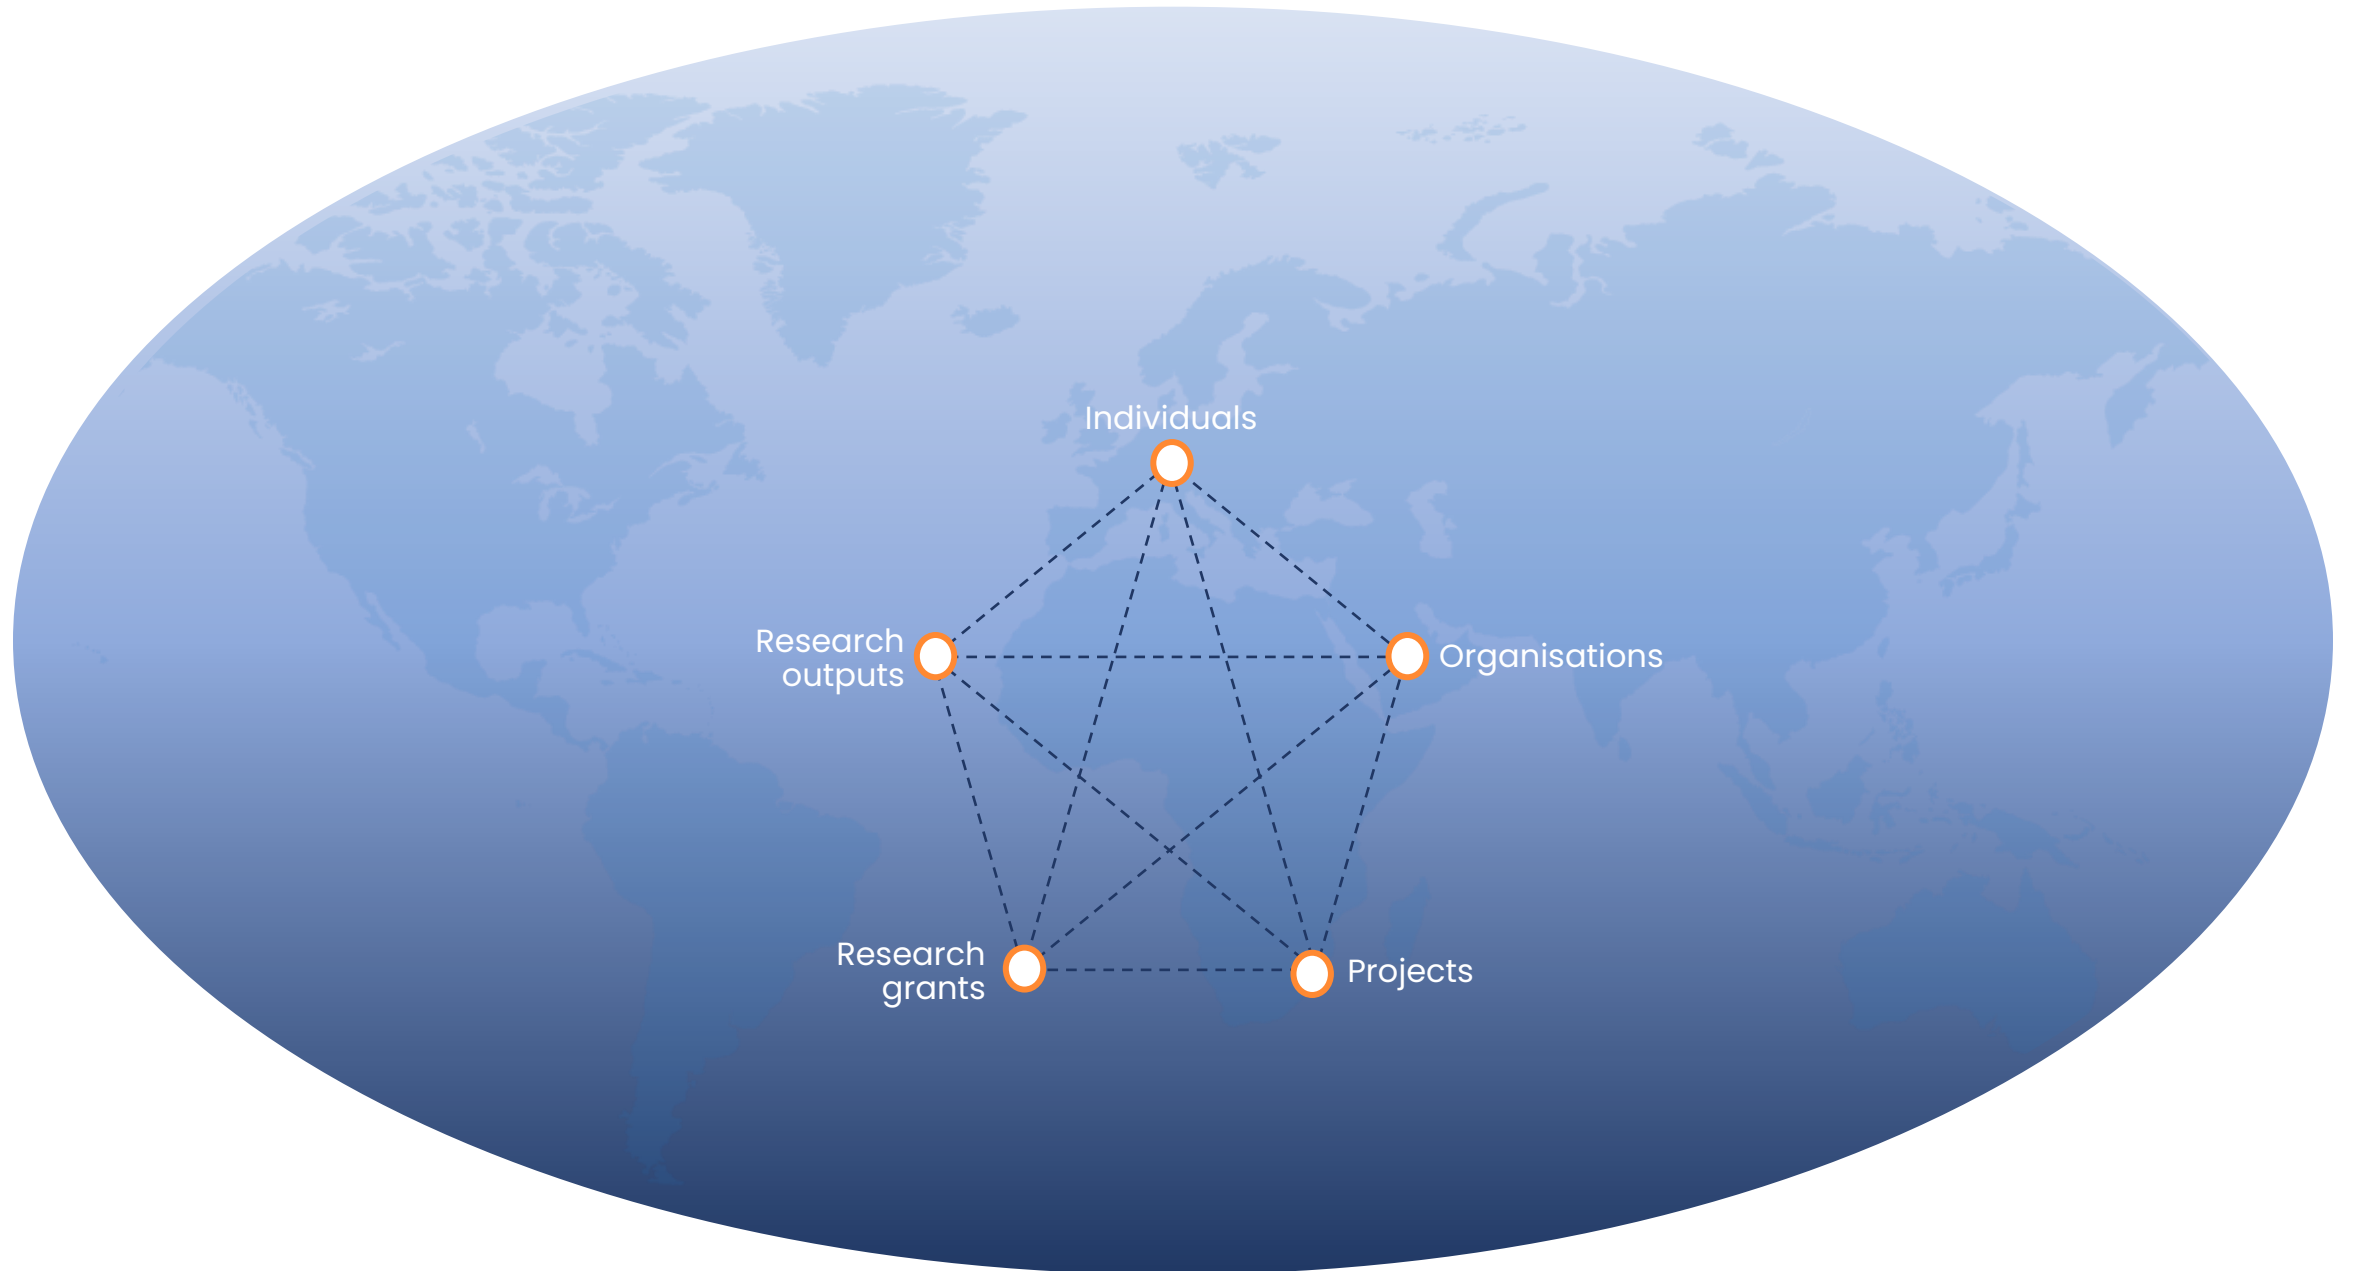 Individuals
Research
outputs
Organisations
Research
grants
Projects